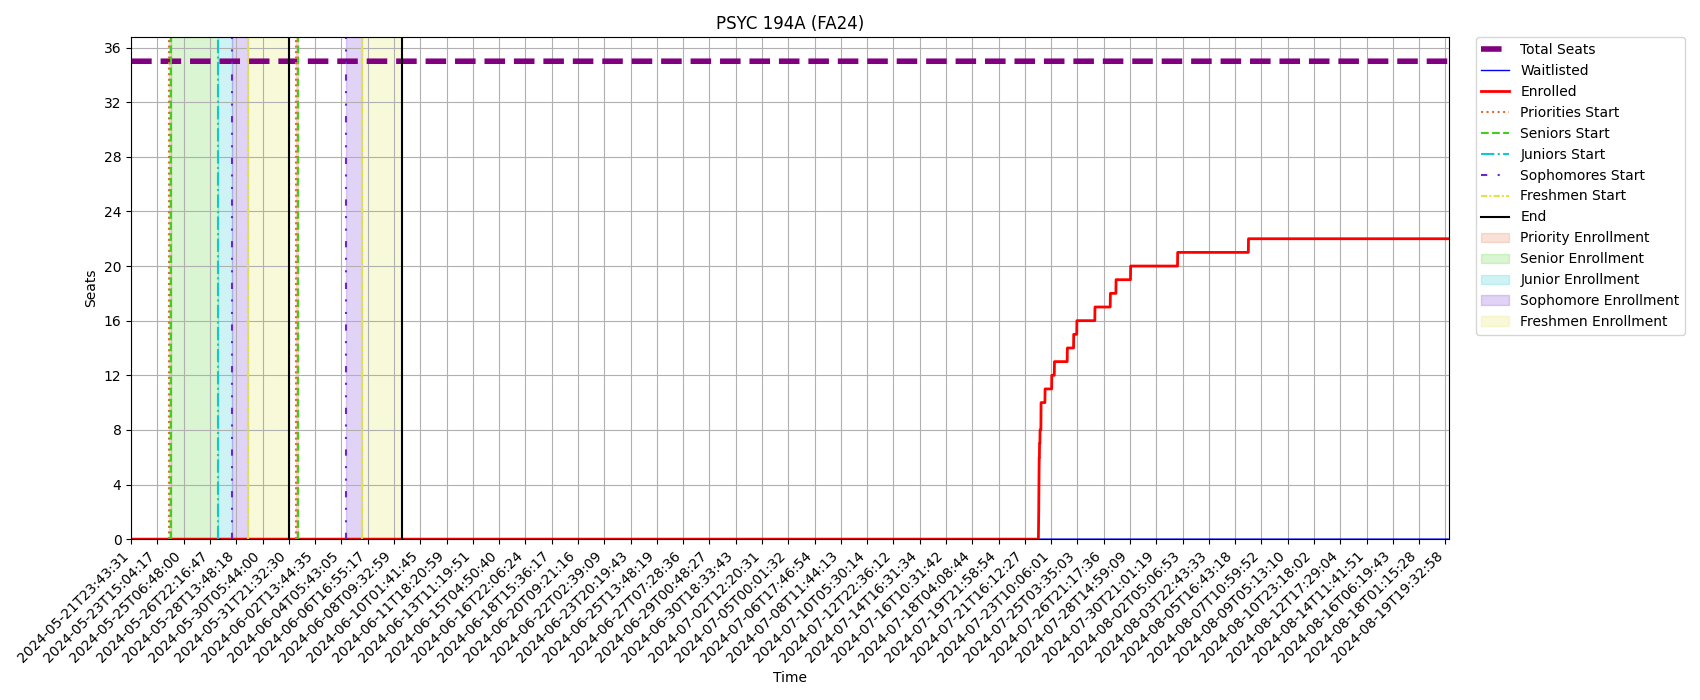 PSYC 194A (FA24)
36
32
28
24
20
16
12
8
4
0
Seats
2024-05-21T23:43:31
2024-05-23T15:04:17
2024-05-25T06:48:00
2024-05-26T22:16:47
2024-05-28T13:48:18
2024-05-30T05:44:00
2024-05-31T21:32:30
2024-06-02T13:44:35
2024-06-04T05:43:05
2024-06-06T16:55:17
2024-06-08T09:32:59
2024-06-10T01:41:45
2024-06-11T18:20:59
2024-06-13T11:19:51
2024-06-15T04:50:40
2024-06-16T22:06:24
2024-06-18T15:36:17
2024-06-20T09:21:16
2024-06-22T02:39:09
2024-06-23T20:19:43
2024-06-25T13:48:19
2024-06-27T07:28:36
2024-06-29T00:48:27
2024-06-30T18:33:43
2024-07-02T12:20:31
2024-07-05T00:01:32
2024-07-06T17:46:54
2024-07-08T11:44:13
2024-07-10T05:30:14
2024-07-12T22:36:12
2024-07-14T16:31:34
2024-07-16T10:31:42
2024-07-18T04:08:44
2024-07-19T21:58:54
2024-07-21T16:12:27
2024-07-23T10:06:01
2024-07-25T03:35:03
2024-07-26T21:17:36
2024-07-28T14:59:09
2024-07-30T21:01:19
2024-08-02T05:06:53
2024-08-03T22:43:33
2024-08-05T16:43:18
2024-08-07T10:59:52
2024-08-09T05:13:10
2024-08-10T23:18:02
2024-08-12T17:29:04
2024-08-14T11:41:51
2024-08-16T06:19:43
2024-08-18T01:15:28
2024-08-19T19:32:58
Time
Total Seats
Waitlisted
Enrolled
Priorities Start
Seniors Start
Juniors Start
Sophomores Start
Freshmen Start
End
Priority Enrollment
Senior Enrollment
Junior Enrollment
Sophomore Enrollment
Freshmen Enrollment